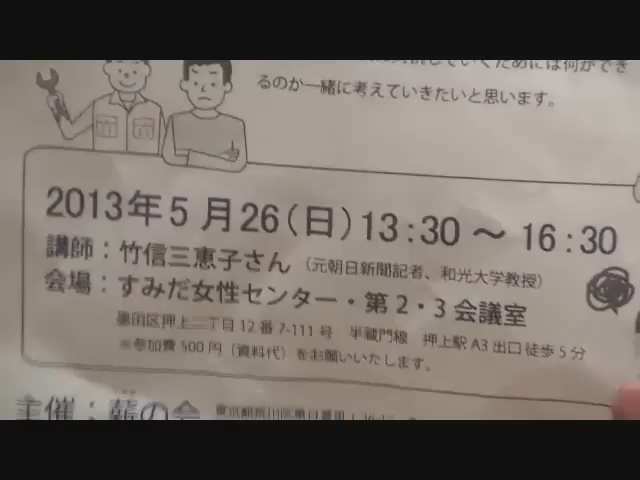 るのか一緒に考えていきたいと思います。
2013年5月26(日)13:30～16:30
講師：竹信三恵子さん（元朝日新聞記者、和光大学教授）
会場：すみだ女性センター・第2・3会議室
墨田区押上二丁目12番7-111号 半蔵門線 押上駅A3出口徒歩5分
※参加費500円（資料代）をお願いいたします。
主催：
の会